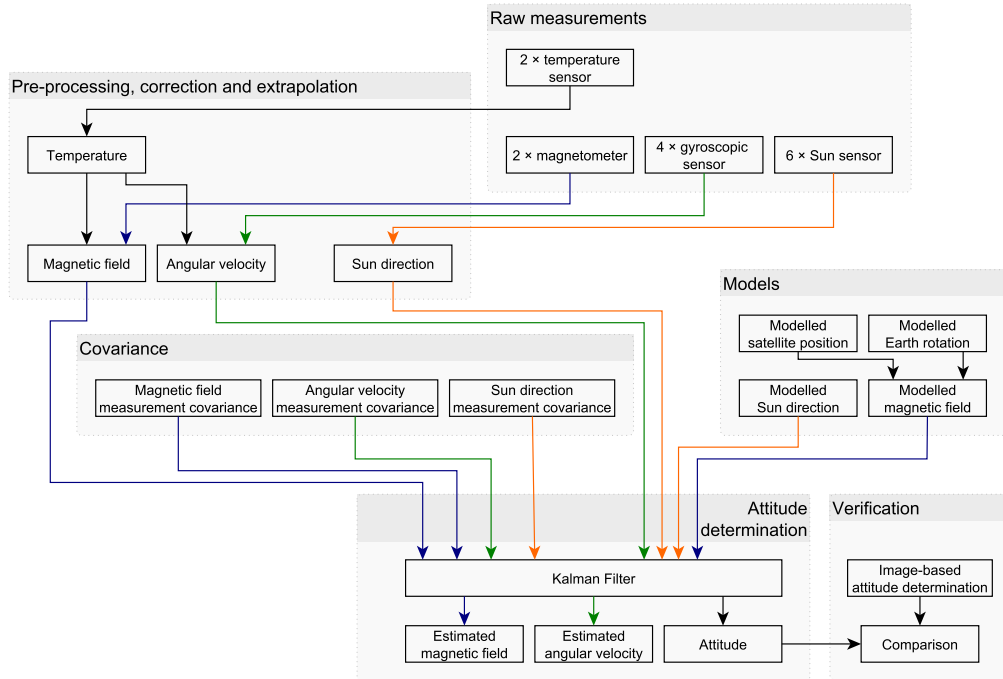 Raw measurements
2 × temperature
sensor
Pre-processing, correction and extrapolation
Temperature
2 × magnetometer
4 × gyroscopic
sensor
6 × Sun sensor
Magnetic field
Angular velocity
Sun direction
Models
Modelled
satellite position
Modelled
Earth rotation
Modelled
Sun direction
Modelled
magnetic field
Covariance
Magnetic field
measurement covariance
Angular velocity
measurement covariance
Sun direction
measurement covariance
Attitude
determination
Kalman Filter
Estimated
magnetic field
Estimated
angular velocity
Attitude
Verification
Image-based
attitude determination
Comparison